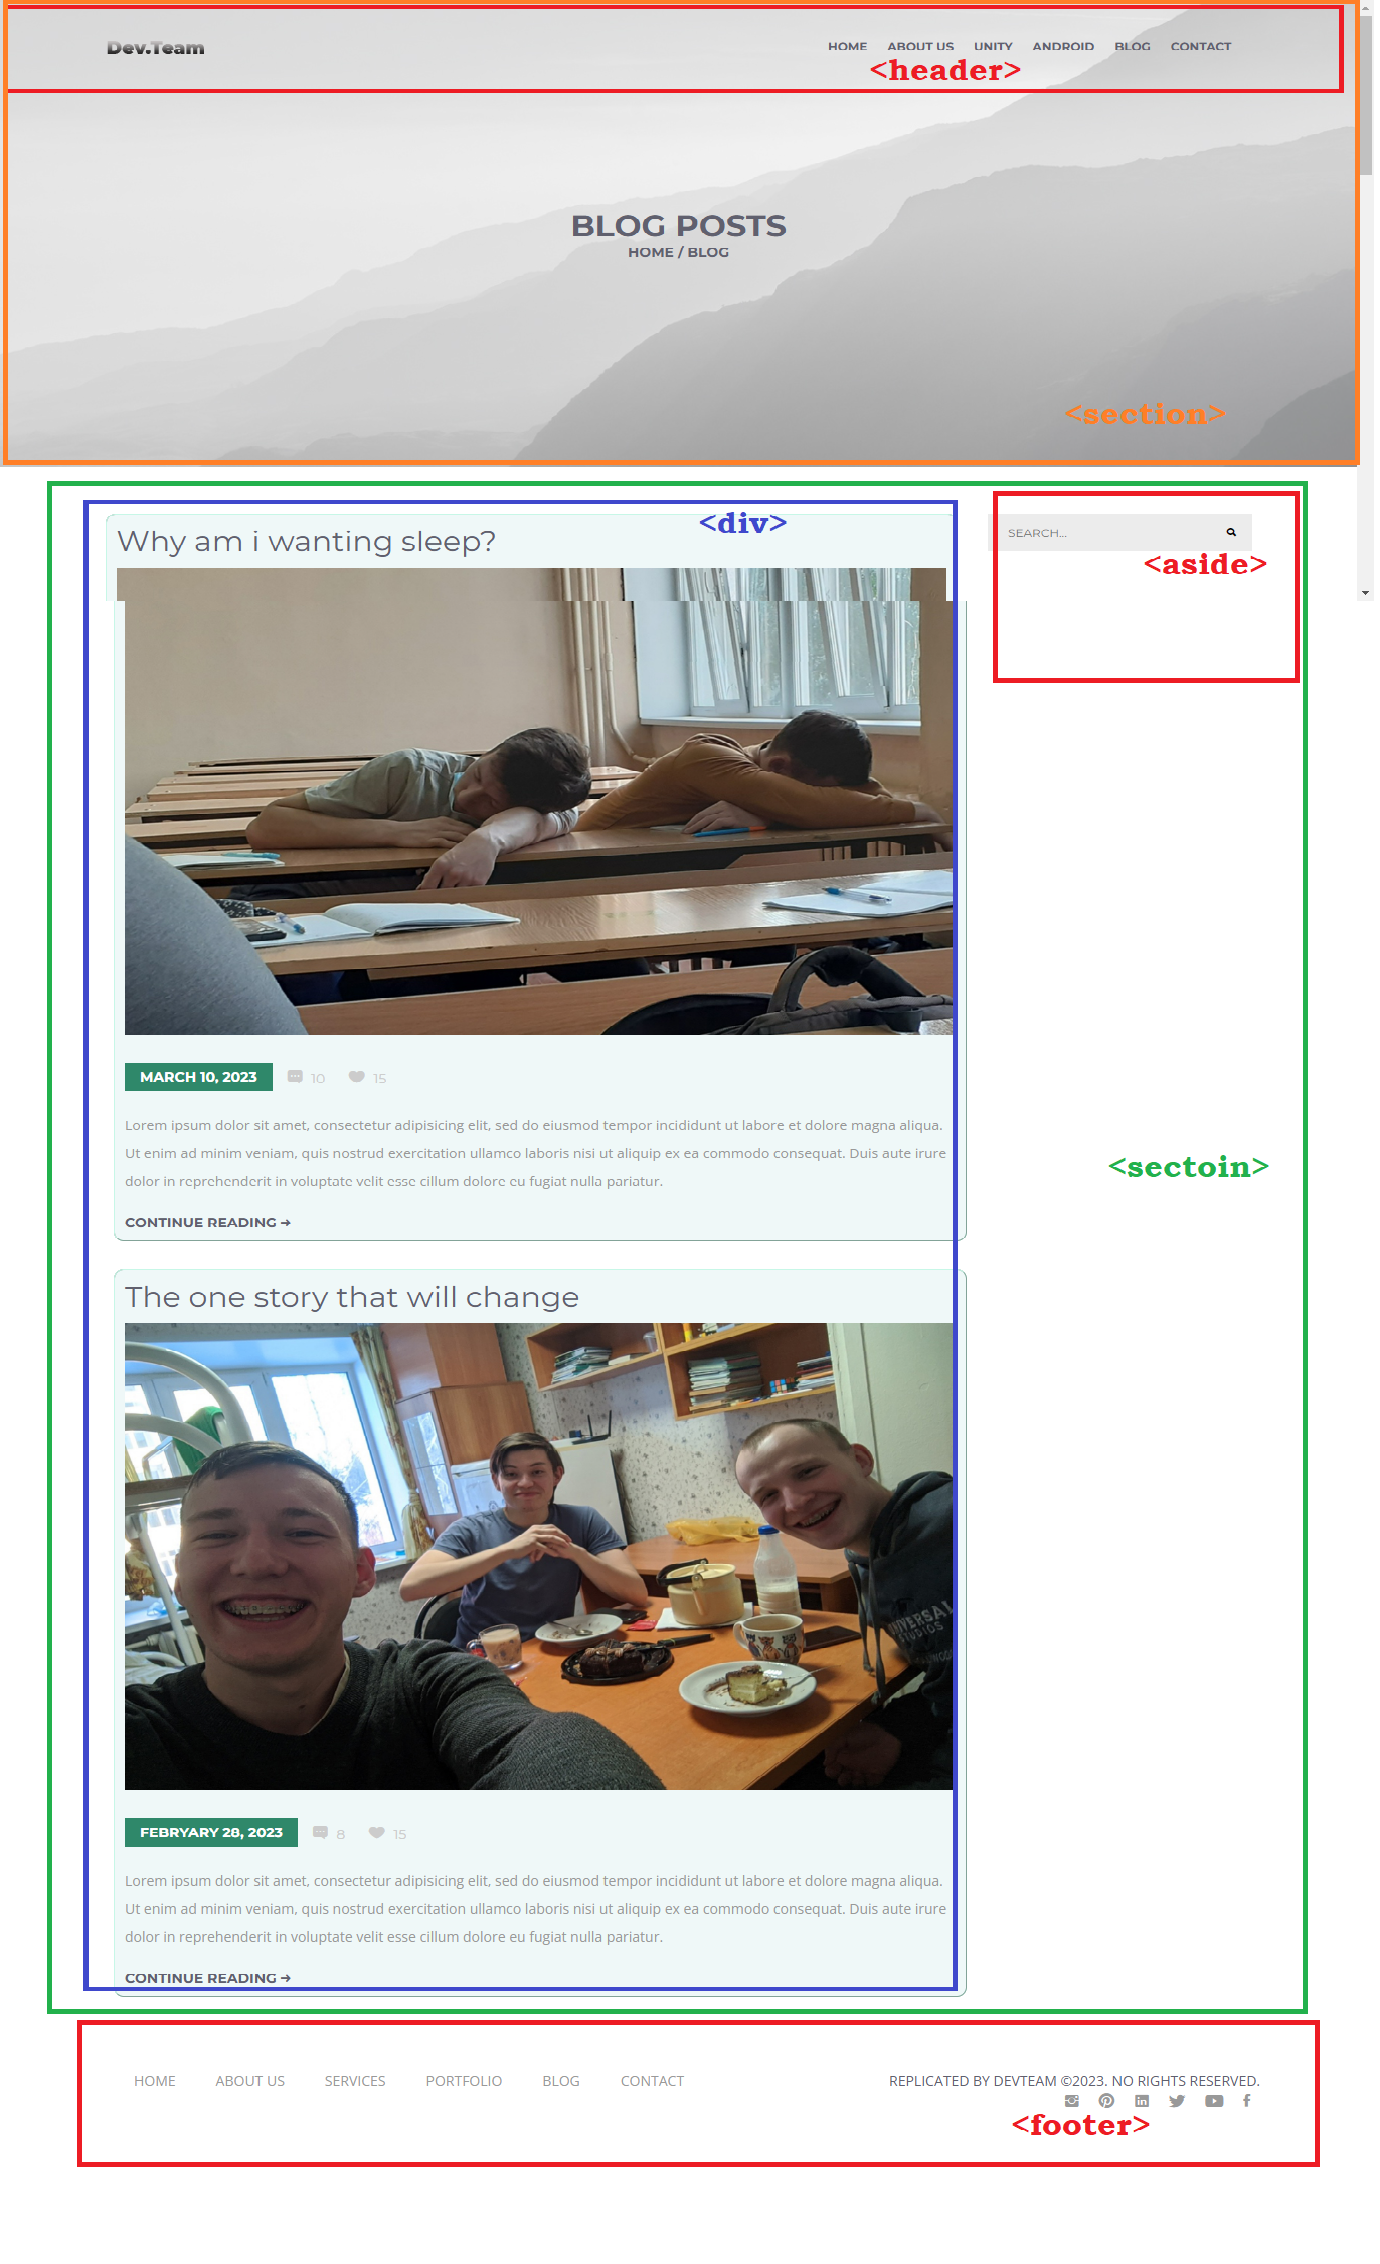 Dev.Team
HOME ABOUT US UNITY ANDROID BLOG CONTACT
<header>
BLOG POSTS
HOME / BLOG
<section>
<div>
Why am i wanting sleep?
SEARCH...
<aside>
MARCH 10, 2023 10 15
Lorem ipsum dolor sit amet, consectetur adipisicing elit, sed do eiusmod tempor incididunt ut labore et dolore magna aliqua.
Ut enim ad minim veniam, quis nostrud exercitation ullamco laboris nisi ut aliquip ex ea commodo consequat. Duis aute irure
dolor in reprehenderit in voluptate velit esse cillum dolore eu fugiat nulla pariatur.
<sectoin>
CONTINUE READING ➜
The one story that will change
UNIVERSAL
STUDIOS
FEBRYARY 28, 2023 8 15
Lorem ipsum dolor sit amet, consectetur adipisicing elit, sed do eiusmod tempor incididunt ut labore et dolore magna aliqua.
Ut enim ad minim veniam, quis nostrud exercitation ullamco laboris nisi ut aliquip ex ea commodo consequat. Duis aute irure
dolor in reprehenderit in voluptate velit esse cillum dolore eu fugiat nulla pariatur.
CONTINUE READING ➜
HOME ABOUT US SERVICES PORTFOLIO BLOG CONTACT
REPLICATED BY DEVTEAM ©2023. NO RIGHTS RESERVED.
<footer>